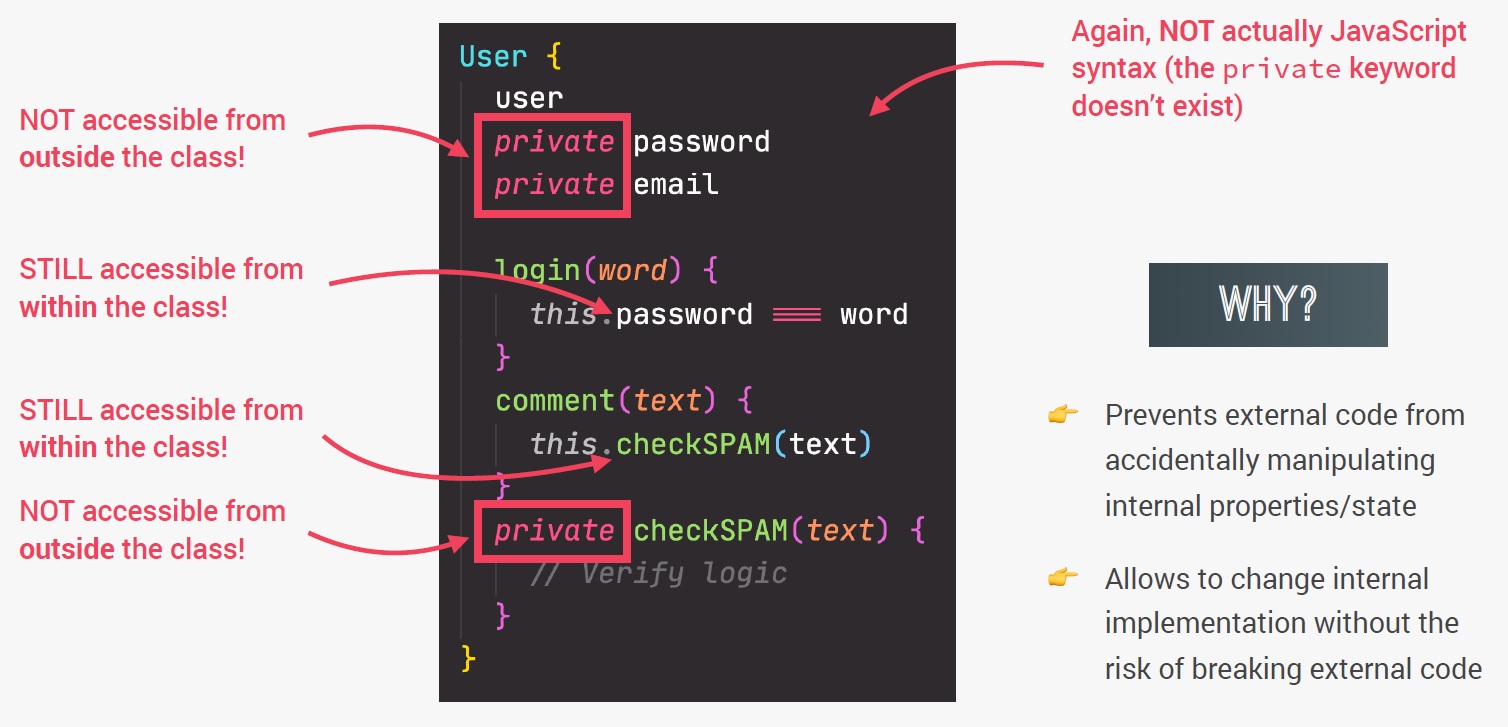 NOT accessible from
outside the class!
STILL accessible from
within the class!
STILL accessible from
within the class!
NOT accessible from
outside the class!
User {
user
private password
private email
login(word) {
this.password === word
}
comment(text) {
this.checkSPAM(text)
}
private checkSPAM(text) {
// Verify logic
}
}
Again, NOT actually JavaScript
syntax (the private keyword
doesn’t exist)
WHY?
👉 Prevents external code from
accidentally manipulating
internal properties/state
👉 Allows to change internal
implementation without the
risk of breaking external code